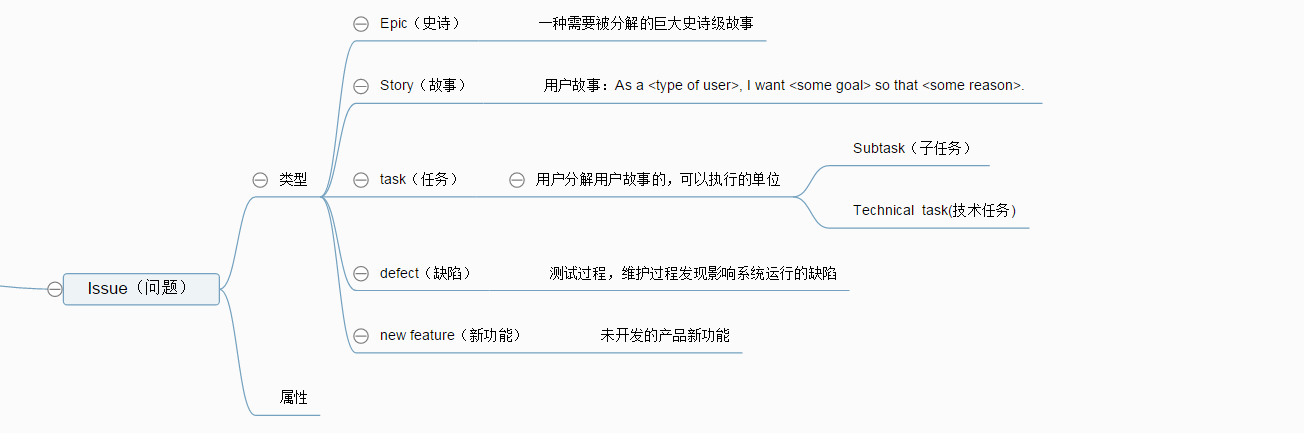 Epic（史诗）
一种需要被分解的巨大史诗级故事
Story（故事）
用户故事：As a <type of user>, I want <some goal> so that <some reason>.
Subtask（子任务）
类型
task（任务）
用户分解用户故事的，可以执行的单位
Technical  task(技术任务)
defect（缺陷）
测试过程，维护过程发现影响系统运行的缺陷
Issue（问题）
new feature（新功能）
未开发的产品新功能
属性